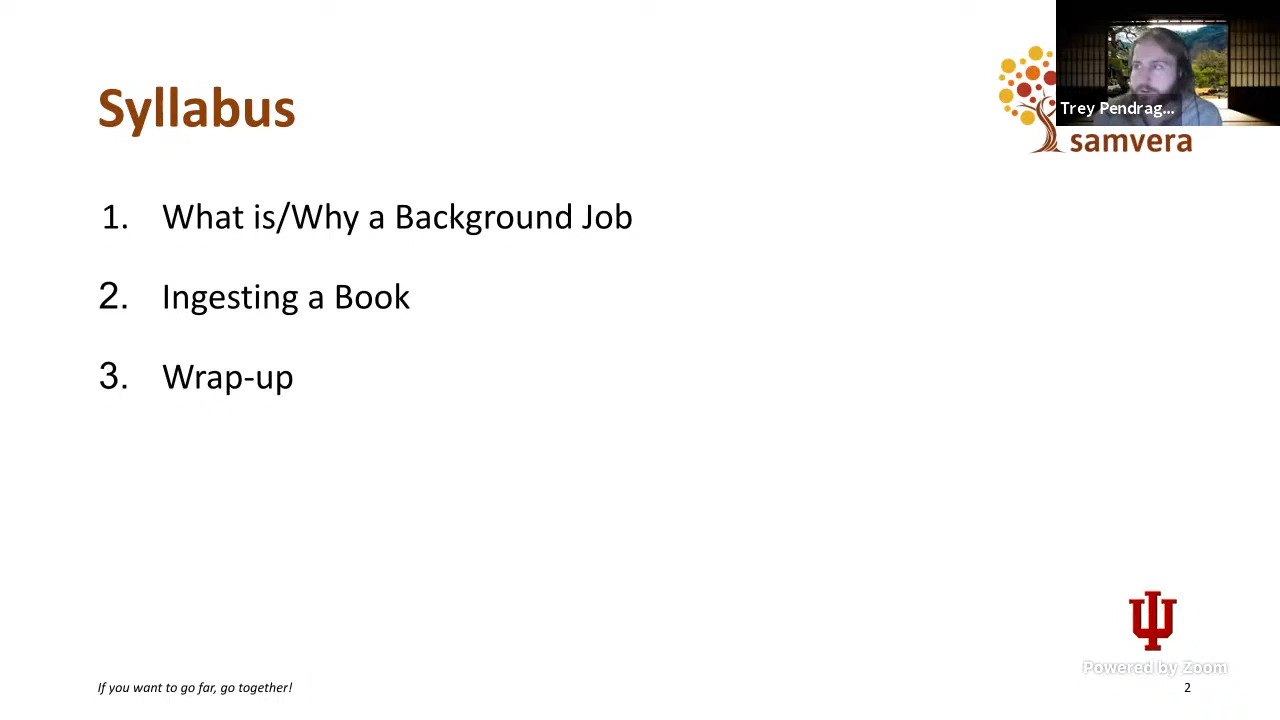 Syllabus
Trey Pendrag...
samvera
1. What is/Why a Background Job
2. Ingesting a Book
3. Wrap-up
Powered by Zoom
If you want to go far, go together!
2